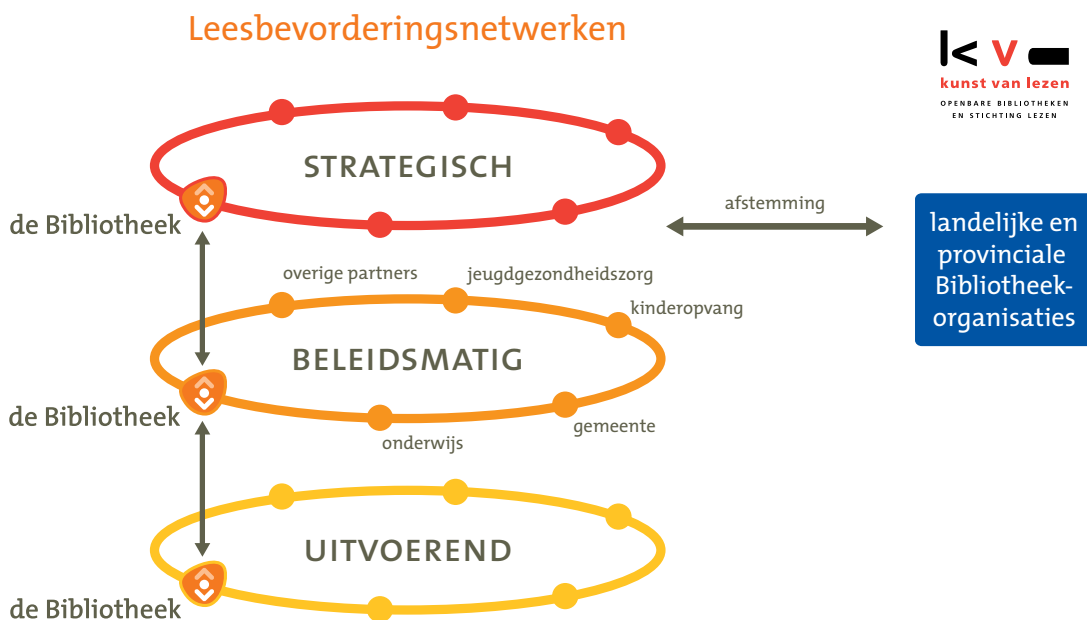 Leesbevorderingsnetwerken
kv
kunst van lezen
OPENBARE BIBLIOTHEKEN
EN STICHTING LEZEN
STRATEGISCH
de Bibliotheek
afstemming
landelijke en
provinciale
Bibliotheek-
organisaties
overige partners
jeugdgezondheidszorg
kinderopvang
BELEIDSMATIG
de Bibliotheek
onderwijs
gemeente
UITVOEREND
de Bibliotheek